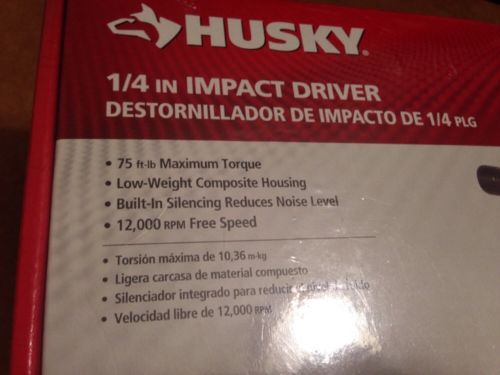 HUSKY®
1/4 IN IMPACT DRIVER
DESTORNILLADOR DE IMPACTO DE 1/4 PLG
• 75 ft-lb Maximum Torque
• Low-Weight Composite Housing
• Built-In Silencing Reduces Noise Level
• 12,000 RPM Free Speed
• Torsión máxima de 10,36 m-kg
• Ligera carcasa de material compuesto
• Silenciador integrado para reducir
• Velocidad libre de 12,000 RPM